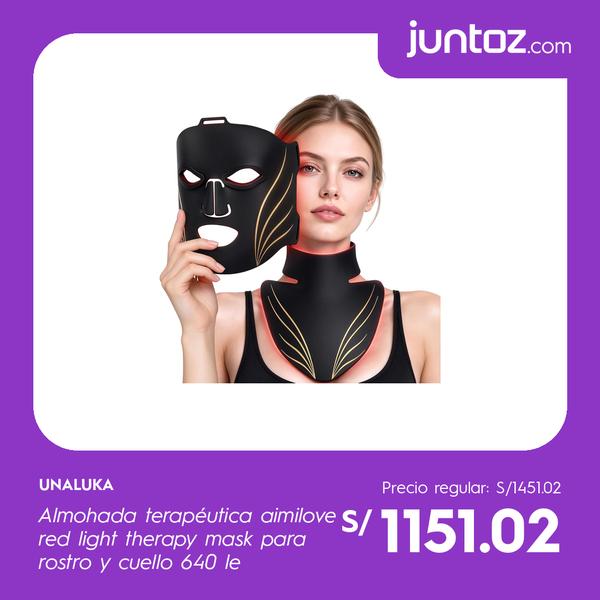 juntoz.com
UNALUKA
Almohada terapéutica aimilove
red light therapy mask para
rostro y cuello 640 le
Precio regular: S/1451.02
S/ 1151.02